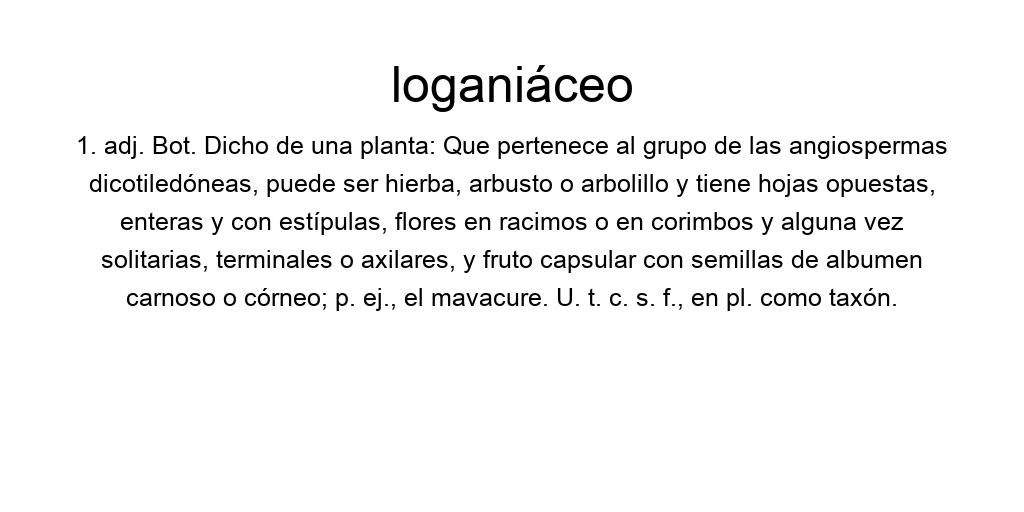 loganiáceo
1. adj. Bot. Dicho de una planta: Que pertenece al grupo de las angiospermas
dicotiledóneas, puede ser hierba, arbusto o arbolillo y tiene hojas opuestas,
enteras y con estípulas, flores en racimos o en corimbos y alguna vez
solitarias, terminales o axilares, y fruto capsular con semillas de albumen
carnoso o córneo; p. ej., el mavacure. U. t. c. s. f., en pl. como taxón.